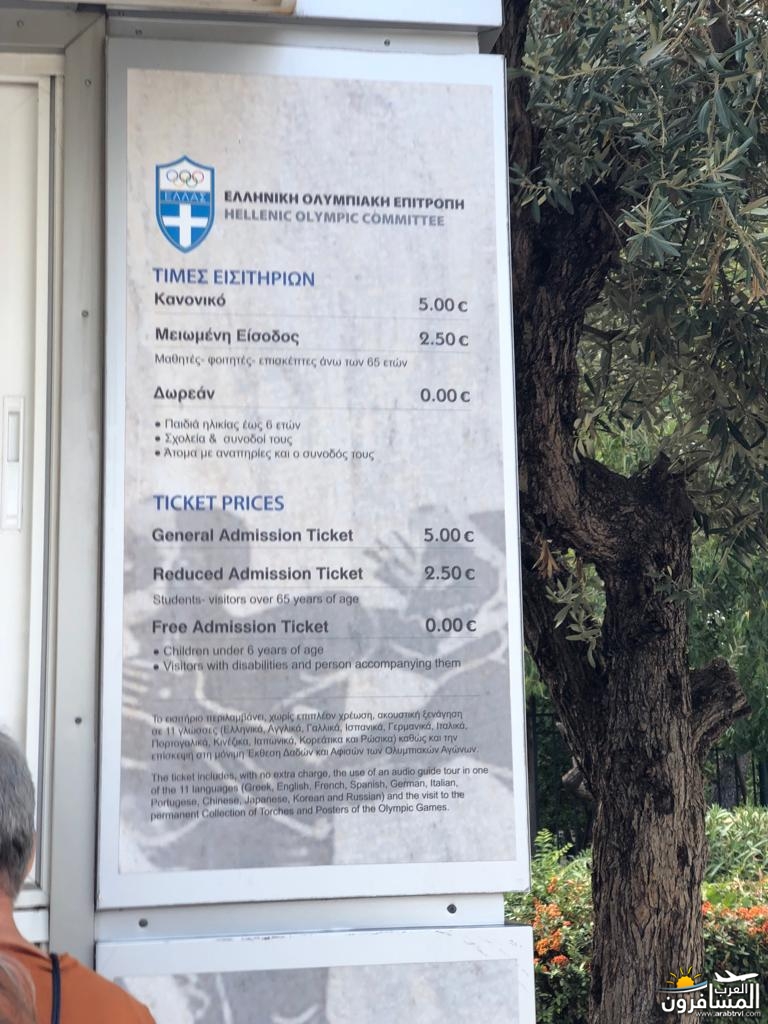 ΕΛΛΑΣ
ΕΛΛΗΝΙΚΗ ΟΛΥΜΠΙΑΚΗ ΕΠΙΤΡΟΠΗ
HELLENIC OLYMPIC COMMITTEE
ΤΙΜΕΣ ΕΙΣΙΤΗΡΙΩΝ
Κανονικό 5.00 €
Μειωμένη Είσοδος 2.50 €
Μαθητές- φοιτητές- επισκέπτες άνω των 65 ετών
Δωρεάν 0.00 €
• Παιδιά ηλικίας έως 6 ετών
• Σχολεία & συνοδοί τους
• Άτομα με αναπηρίες και ο συνοδός τους
TICKET PRICES
General Admission Ticket 5.00 €
Reduced Admission Ticket 2.50 €
Students- visitors over 65 years of age
Free Admission Ticket 0.00 €
• Children under 6 years of age
• Visitors with disabilities and person accompanying them
Το εισιτήριο περιλαμβάνει, χωρίς επιπλέον χρέωση, ακουστική ξενάγηση
σε 11 γλώσσες (Ελληνικά, Αγγλικά, Γαλλικά, Ισπανικά, Γερμανικά, Ιταλικά,
Πορτογαλικά, Κινέζικα, Ιαπωνικά, Κορεάτικα και Ρώσικα) καθώς και την
επίσκεψη στη μόνιμη Έκθεση Δαδών και Αφισών των Ολυμπιακών Αγώνων.
The ticket includes, with no extra charge, the use of an audio guide tour in one
of the 11 languages (Greek, English, French, Spanish, German, Italian,
Portugese, Chinese, Japanese, Korean and Russian) and the visit to the
permanent Collection of Torches and Posters of the Olympic Games.
العرب
المسافرون
www.arabtrvl.com